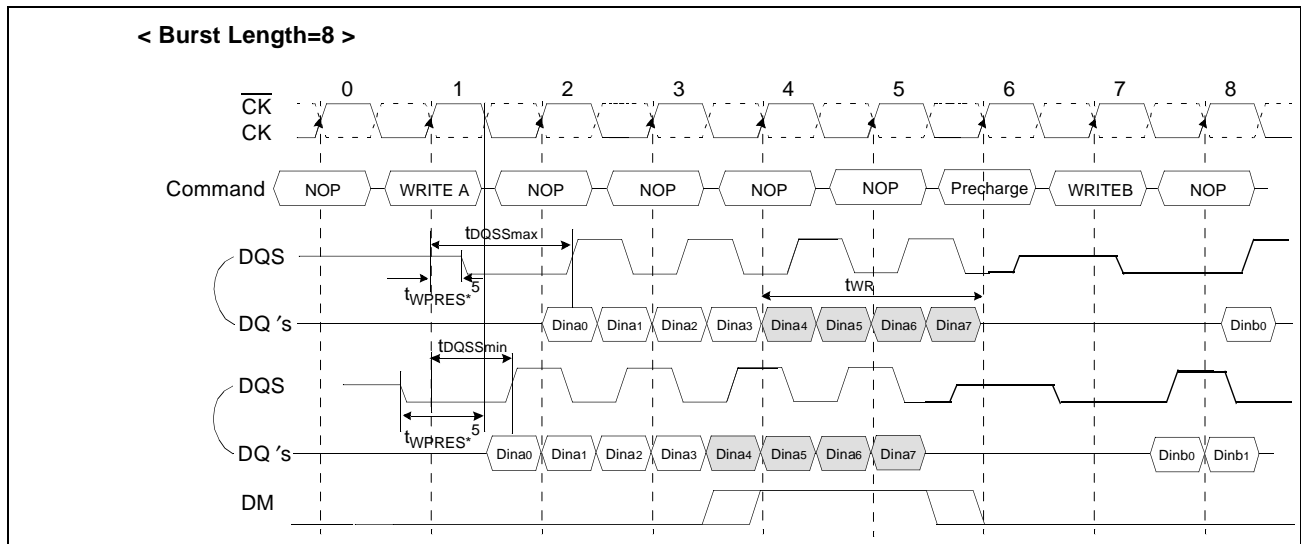 < Burst Length=8 >
0 1 2 3 4 5 6 7 8
CK
CK
Command NOP WRITE A NOP NOP NOP NOP Precharge WRITEB NOP
tDQSSmax
DQS
tWPRES*5
tWR
DQ 's Dina0 Dina1 Dina2 Dina3 Dina4 Dina5 Dina6 Dina7 Dinb0
tDQSSmin
DQS
tWPRES*5
DQ 's Dina0 Dina1 Dina2 Dina3 Dina4 Dina5 Dina6 Dina7 Dinb0 Dinb1
DM